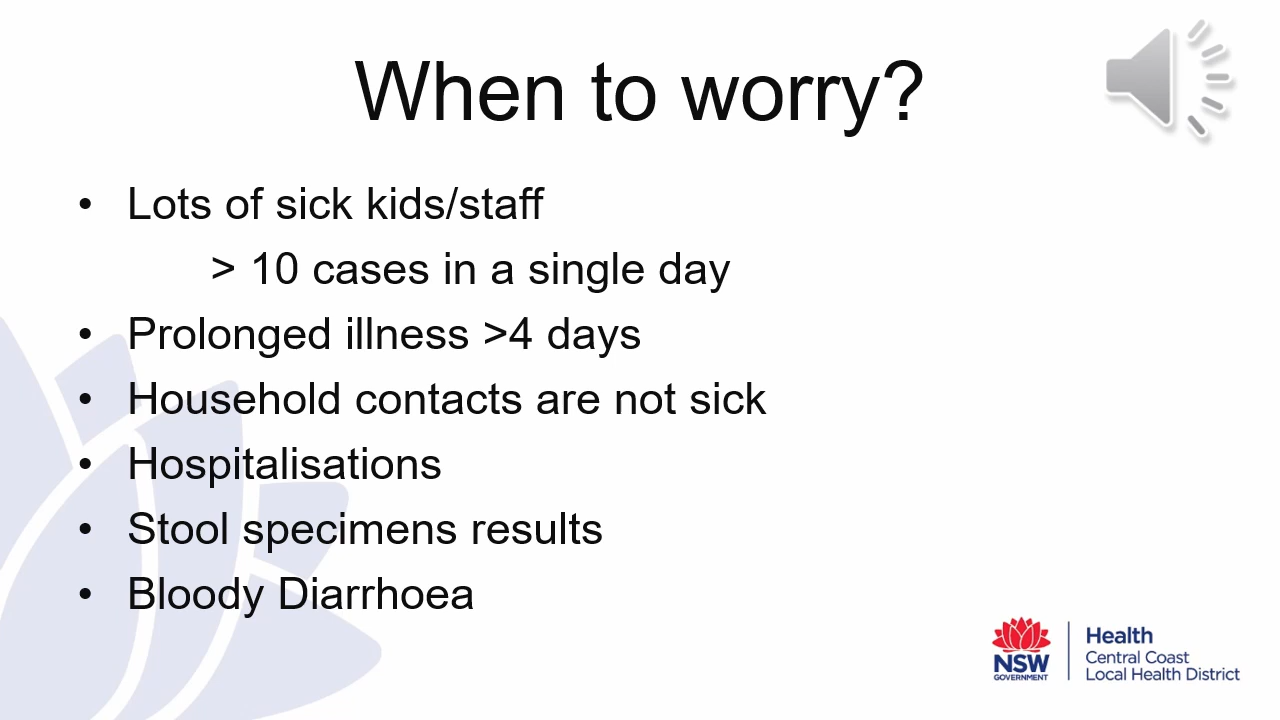 When to worry?
• Lots of sick kids/staff
> 10 cases in a single day
• Prolonged illness >4 days
• Household contacts are not sick
• Hospitalisations
• Stool specimens results
• Bloody Diarrhoea
NSW
GOVERNMENT
Health
Central Coast
Local Health District